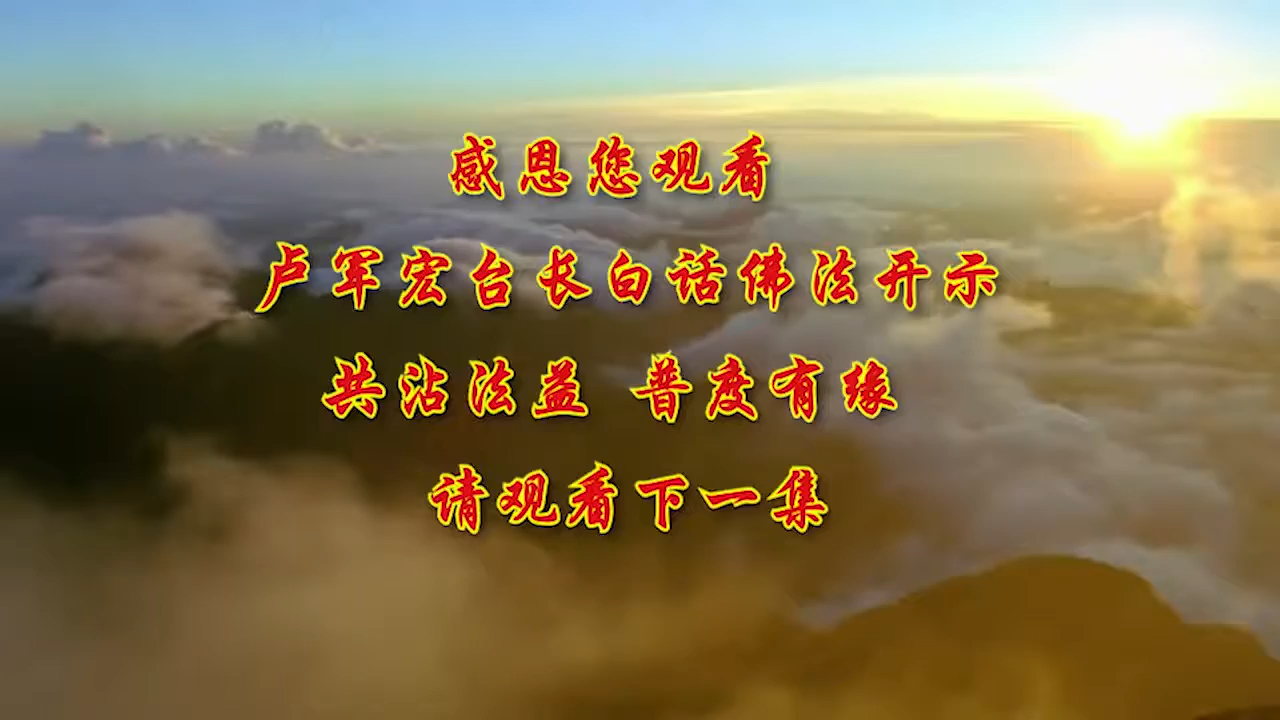 感恩您观看
卢军宏台长白话佛法开示
共沾法益 普度有缘
请观看下一集